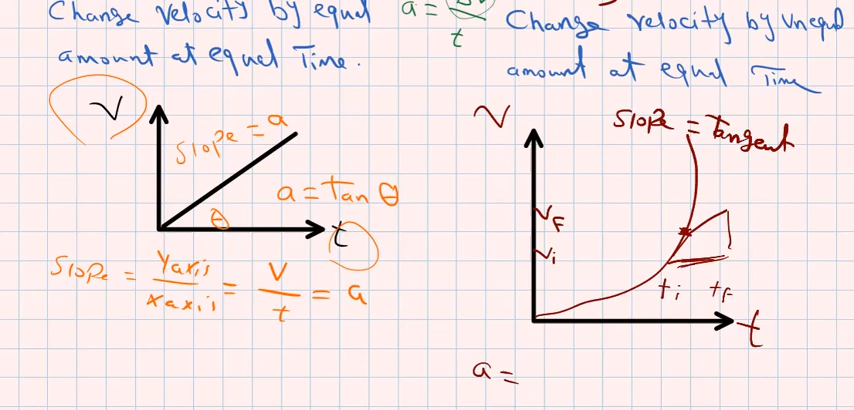 Change velocity by equal
amount at equal Time.
a =
t
Change velocity by Unequal
amount at equal Time
V
Slope = a
a = Tan θ
θ
t
Slope = Yaxis / Xaxis = V / t = a
V
Slope = Tangent
VF
Vi
ti tF
t
a =